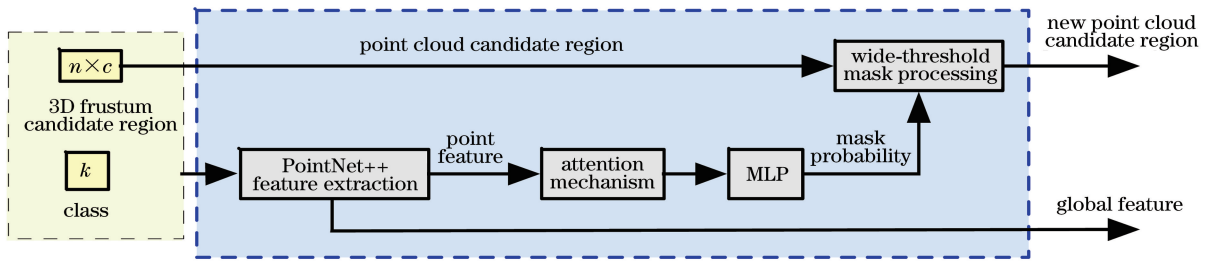 n×c
3D frustum
candidate region
k
class
point cloud candidate region
PointNet++
feature extraction
point
feature
attention
mechanism
MLP
mask
probability
wide-threshold
mask processing
new point cloud
candidate region
global feature